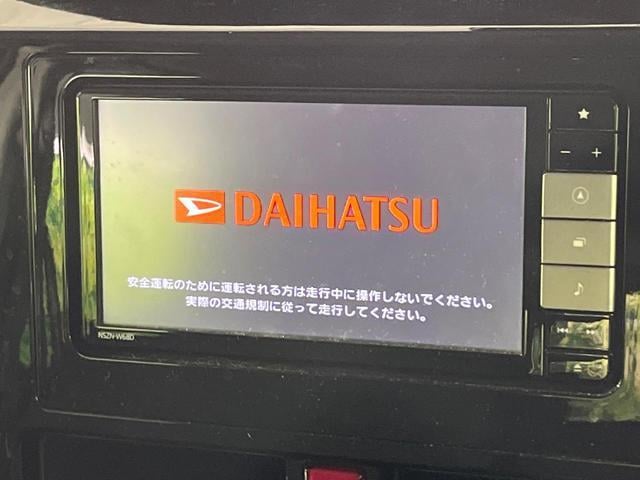 DAIHATSU
安全運転のために運転される方は走行中に操作しないでください。
実際の交通規制に従って走行してください。
NSZN-W68D